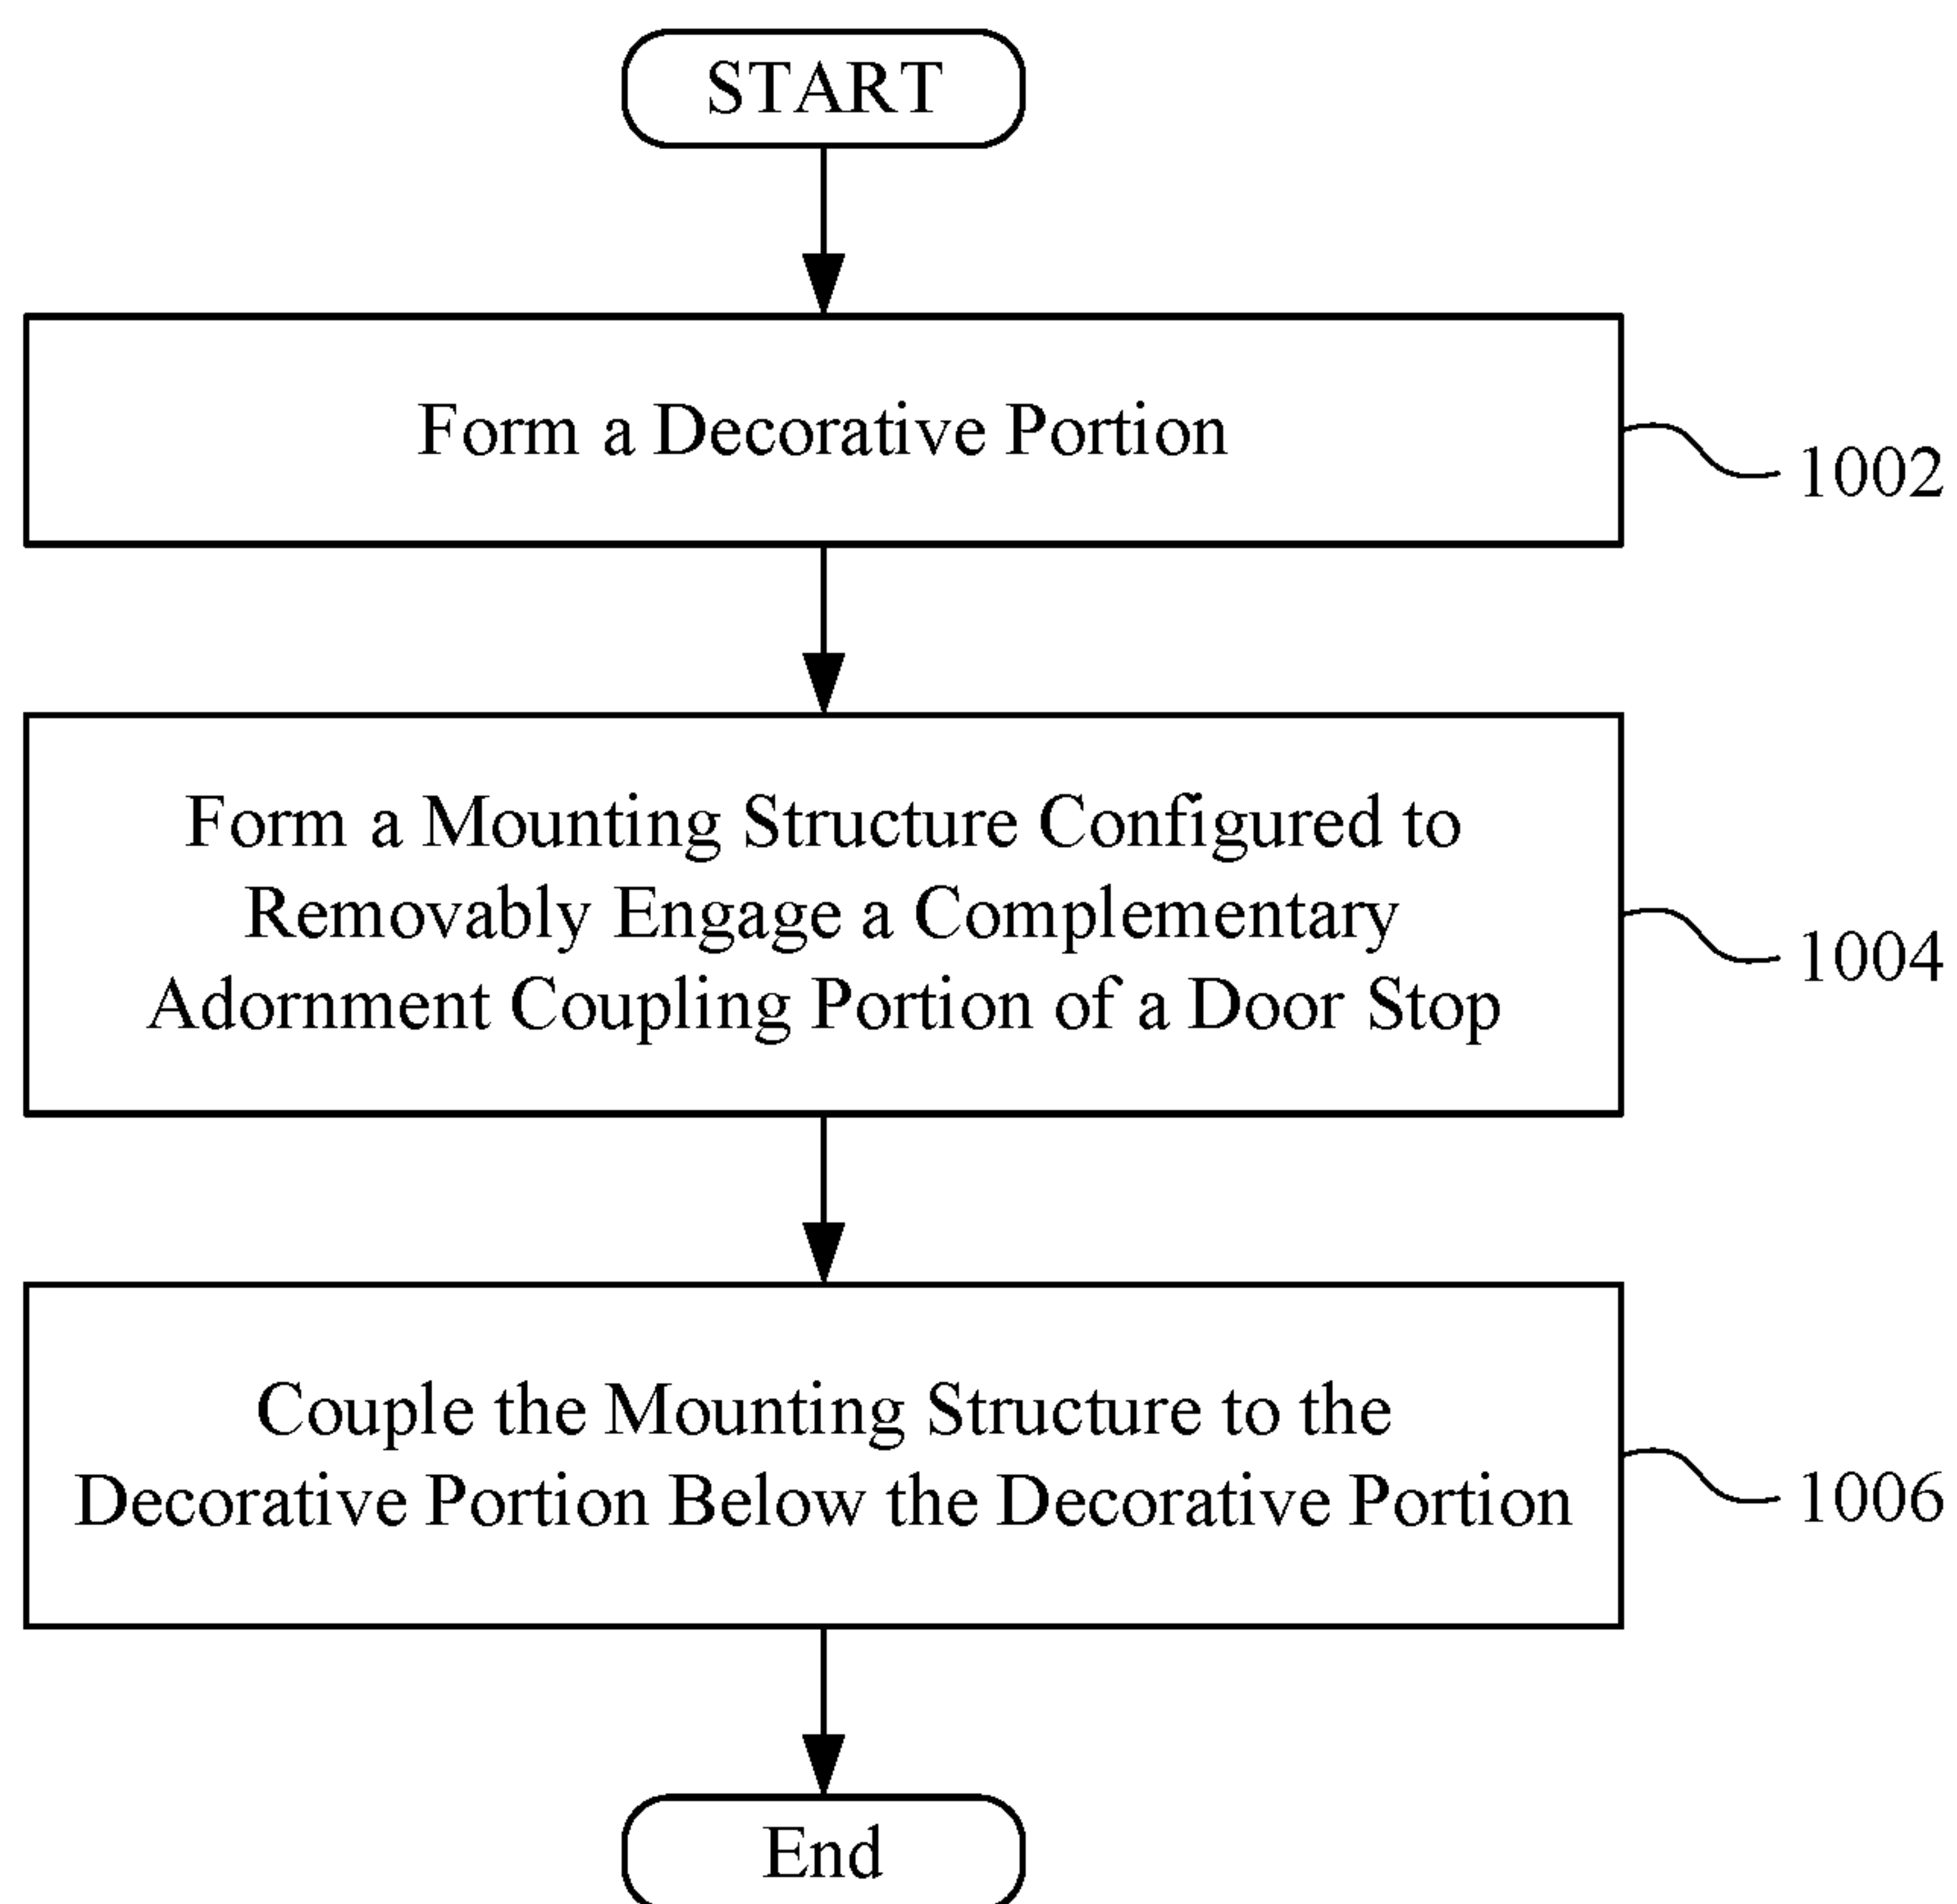 START
Form a Decorative Portion
1002
Form a Mounting Structure Configured to
Removably Engage a Complementary
Adornment Coupling Portion of a Door Stop
1004
Couple the Mounting Structure to the
Decorative Portion Below the Decorative Portion
1006
End